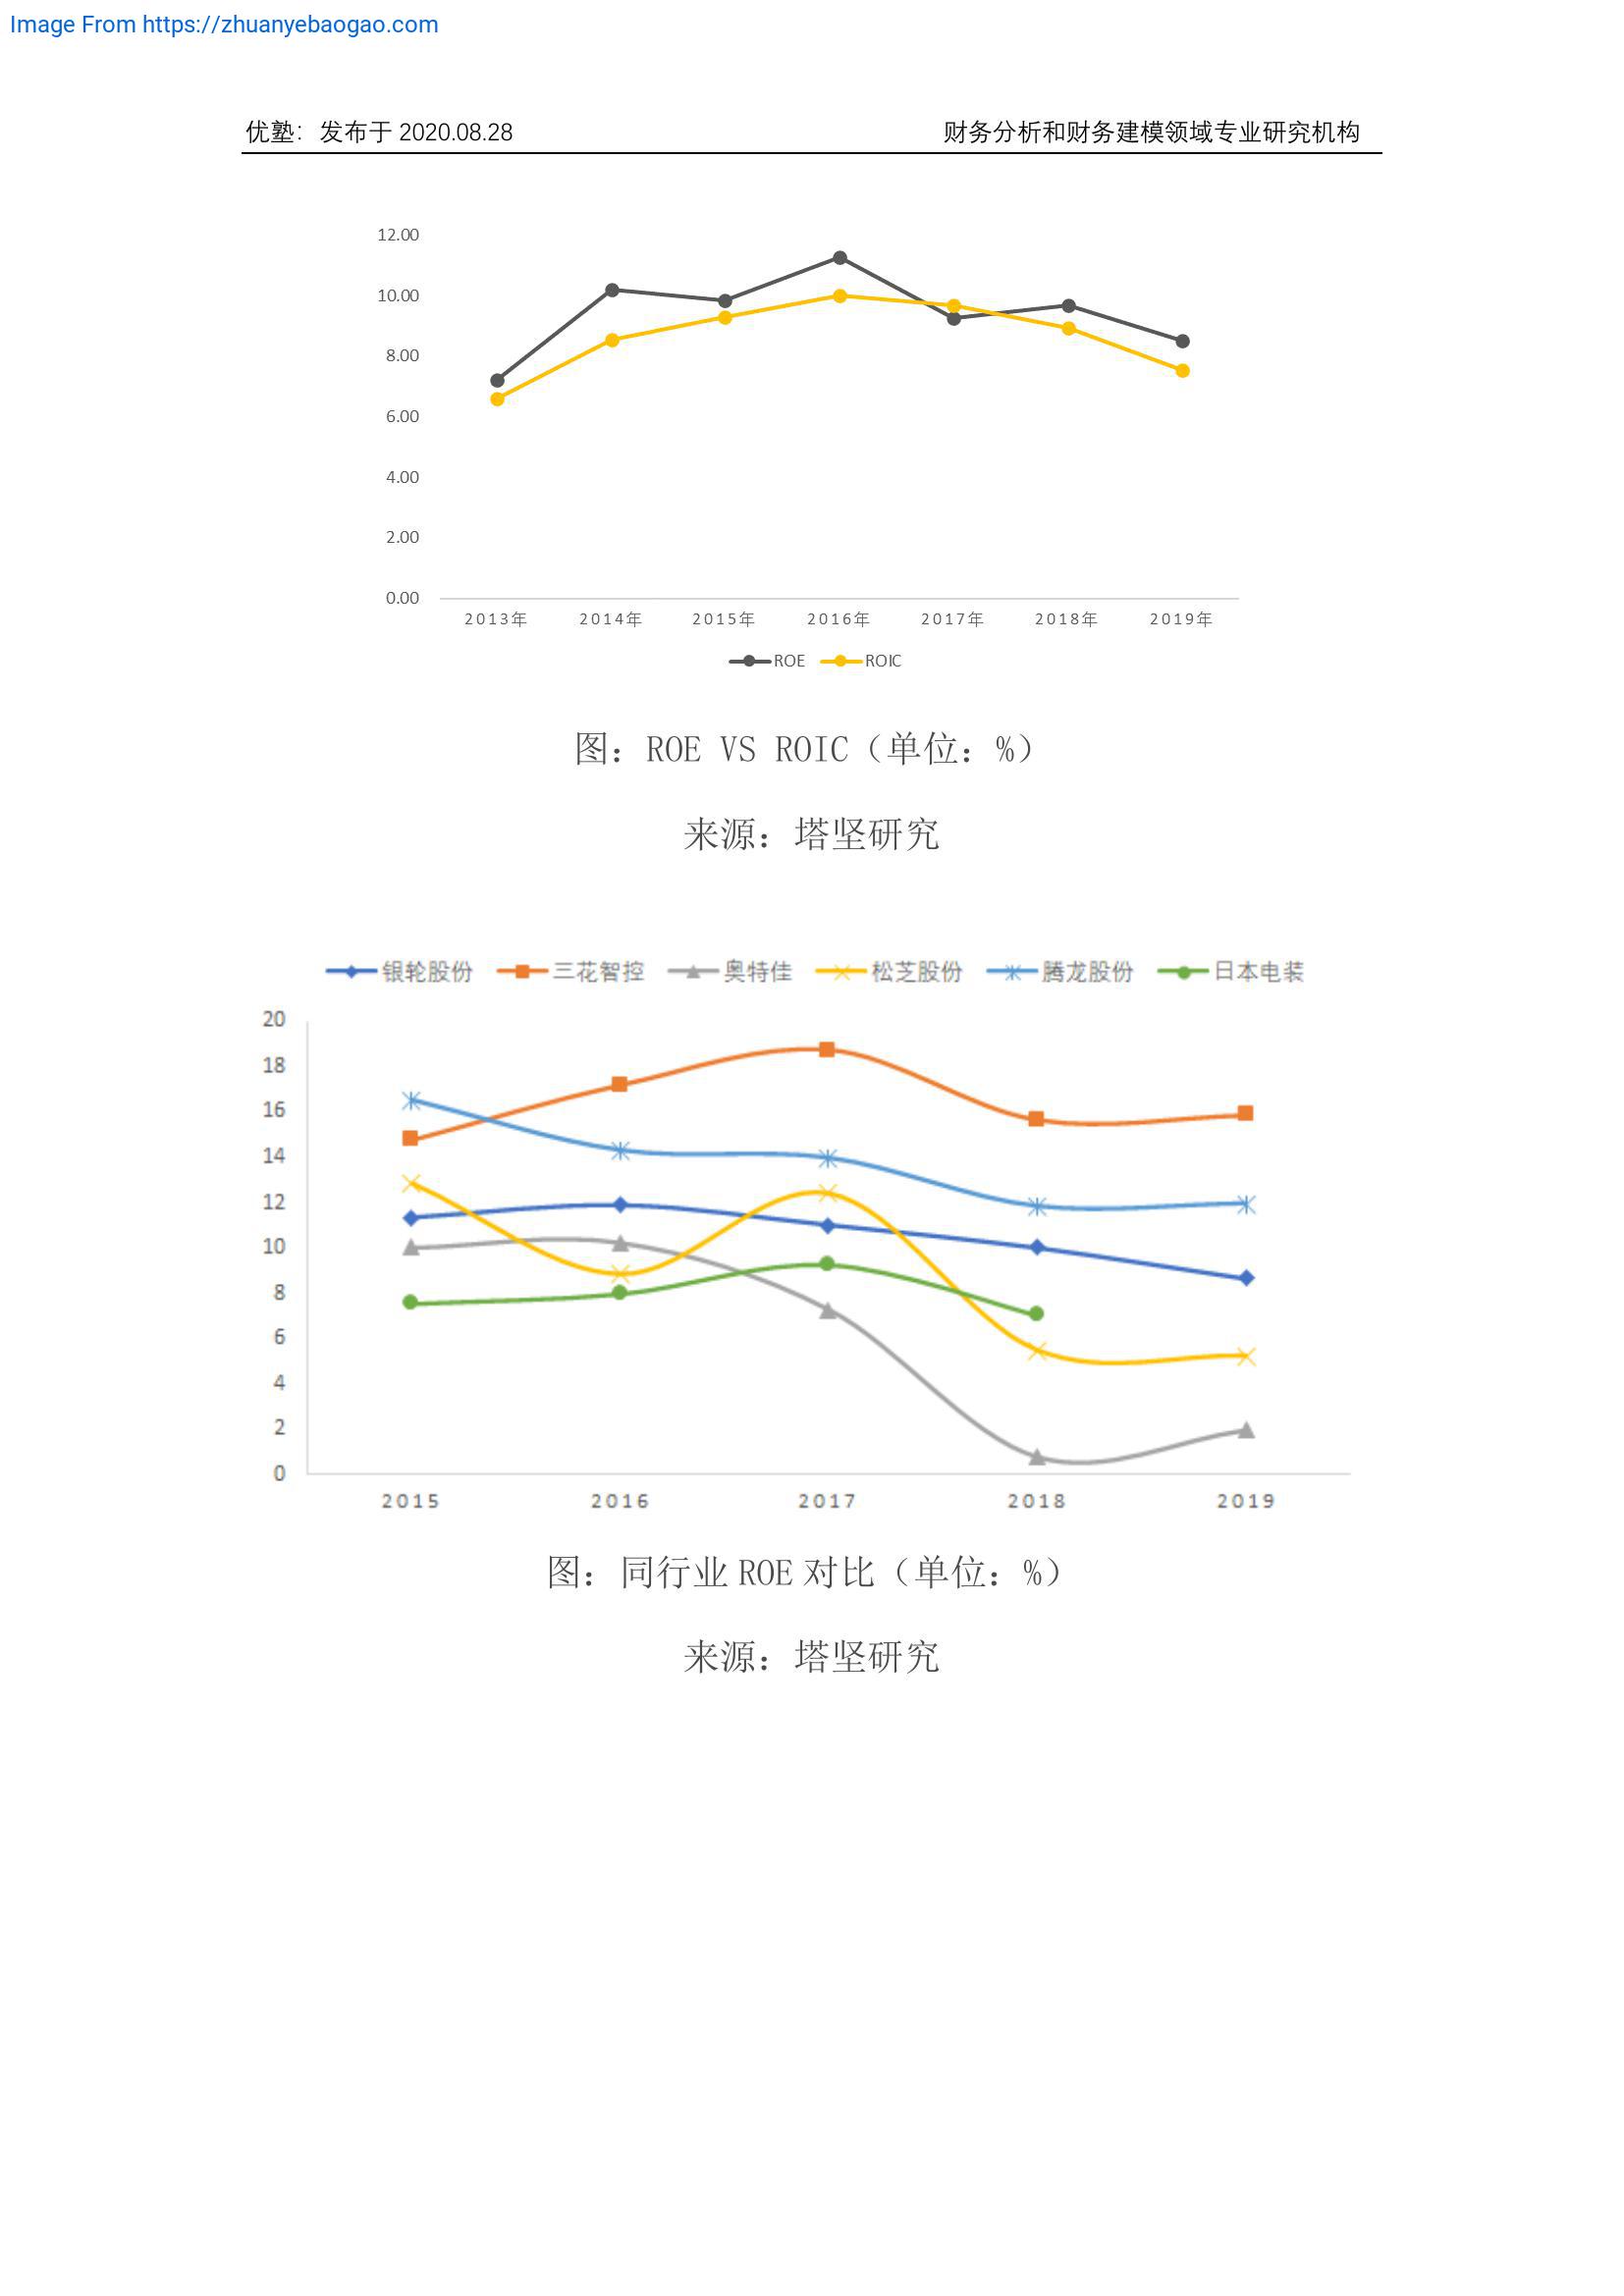 Image From https://zhuanyebaogao.com
优塾：发布于 2020.08.28 财务分析和财务建模领域专业研究机构
12.00
10.00
8.00
6.00
4.00
2.00
0.00
2013年 2014年 2015年 2016年 2017年 2018年 2019年
ROE ROIC
图：ROE VS ROIC（单位：%）
来源：塔坚研究
银轮股份 三花智控 奥特佳 松芝股份 腾龙股份 日本电装
20
18
16
14
12
10
8
6
4
2
0
2015 2016 2017 2018 2019
图：同行业 ROE 对比（单位：%）
来源：塔坚研究